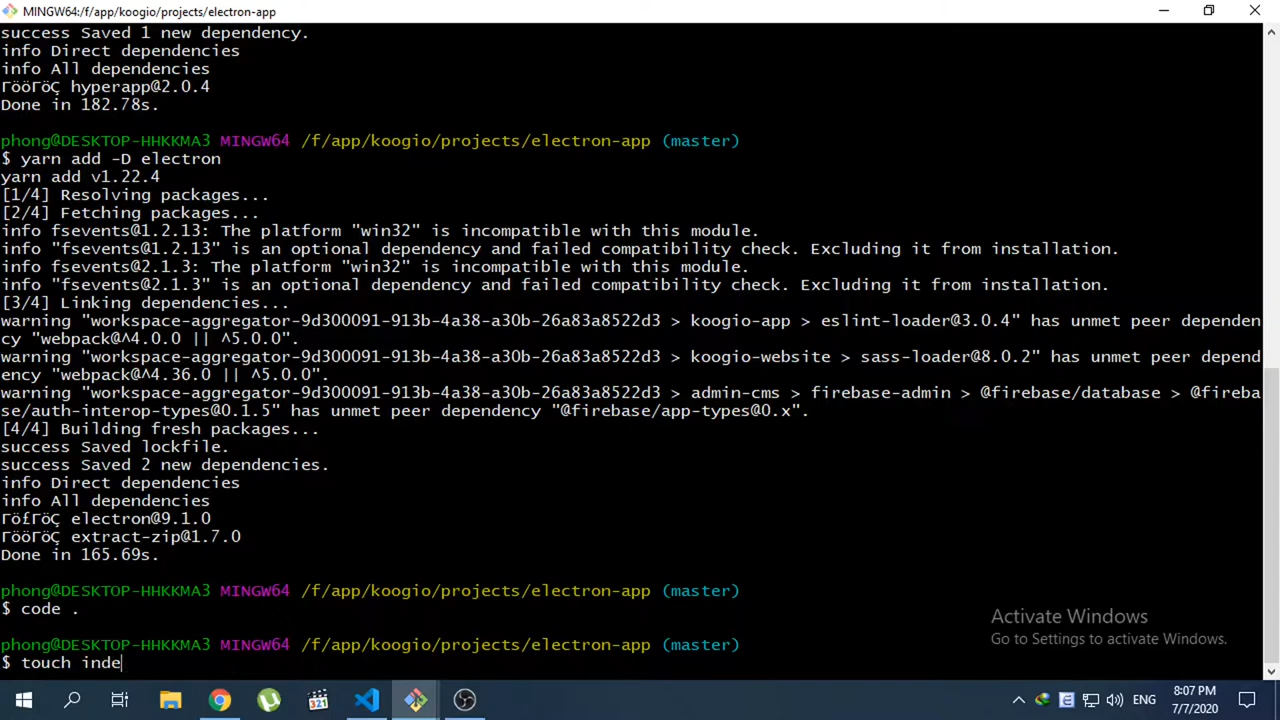 MINGW64:/f/app/koogio/projects/electron-app
success Saved 1 new dependency.
info Direct dependencies
info All dependencies
ΓööΓöÇ hyperapp@2.0.4
Done in 182.78s.
phong@DESKTOP-HHKKMA3 MINGW64 /f/app/koogio/projects/electron-app (master)
$ yarn add -D electron
yarn add v1.22.4
[1/4] Resolving packages...
[2/4] Fetching packages...
info fsevents@1.2.13: The platform "win32" is incompatible with this module.
info "fsevents@1.2.13" is an optional dependency and failed compatibility check. Excluding it from installation.
info fsevents@2.1.3: The platform "win32" is incompatible with this module.
info "fsevents@2.1.3" is an optional dependency and failed compatibility check. Excluding it from installation.
[3/4] Linking dependencies...
warning "workspace-aggregator-9d300091-913b-4a38-a30b-26a83a8522d3 > koogio-app > eslint-loader@3.0.4" has unmet peer dependen
cy "webpack@^4.0.0 || ^5.0.0".
warning "workspace-aggregator-9d300091-913b-4a38-a30b-26a83a8522d3 > koogio-website > sass-loader@8.0.2" has unmet peer depend
ency "webpack@^4.36.0 || ^5.0.0".
warning "workspace-aggregator-9d300091-913b-4a38-a30b-26a83a8522d3 > admin-cms > firebase-admin > @firebase/database > @fireba
se/auth-interop-types@0.1.5" has unmet peer dependency "@firebase/app-types@0.x".
[4/4] Building fresh packages...
success Saved lockfile.
success Saved 2 new dependencies.
info Direct dependencies
info All dependencies
Γö£ΓöÇ electron@9.1.0
ΓööΓöÇ extract-zip@1.7.0
Done in 165.69s.
phong@DESKTOP-HHKKMA3 MINGW64 /f/app/koogio/projects/electron-app (master)
$ code .
phong@DESKTOP-HHKKMA3 MINGW64 /f/app/koogio/projects/electron-app (master)
$ touch inde
Activate Windows
Go to Settings to activate Windows.
321
ENG
8:07 PM
7/7/2020